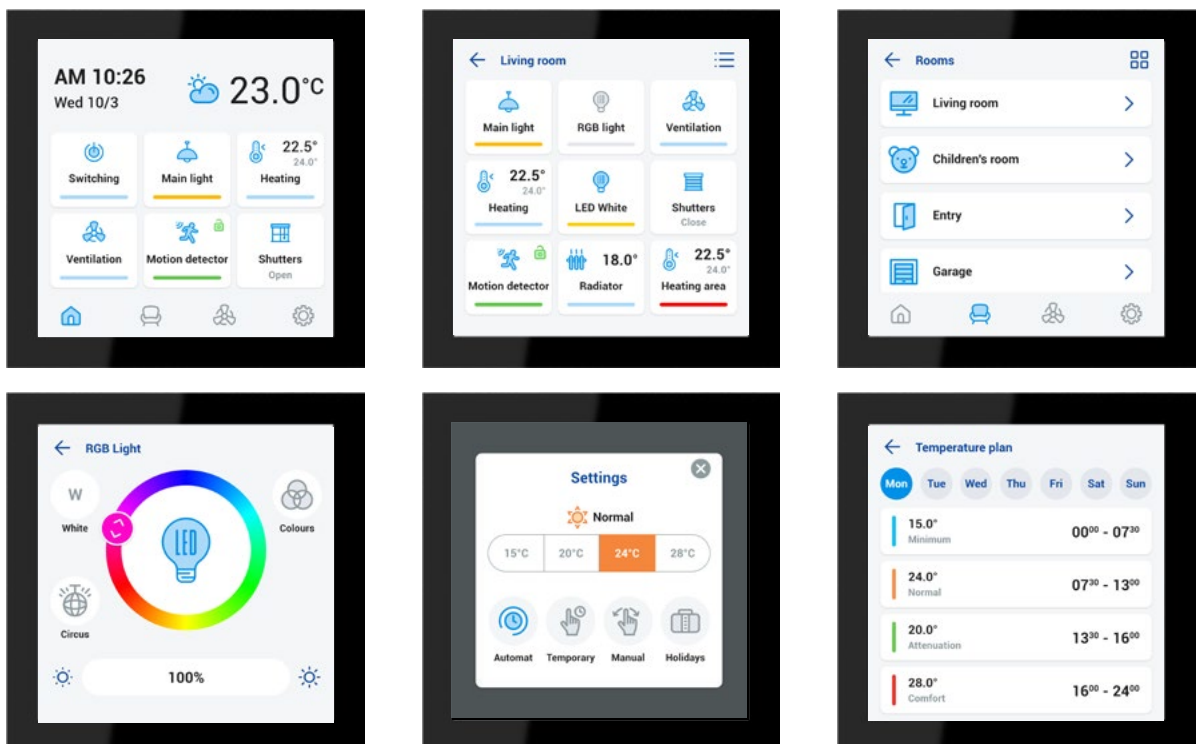 AM 10:26
Wed 10/3
23.0°C
Switching
Main light
22.5°
24.0°
Heating
Ventilation
Motion detector
Shutters
Open
Living room
Main light
RGB light
Ventilation
22.5°
24.0°
Heating
LED White
Shutters
Close
Motion detector
18.0°
Radiator
22.5°
24.0°
Heating area
Rooms
Living room
Children's room
Entry
Garage
RGB Light
W
White
Colours
LED
Circus
100%
Settings
Normal
15°C 20°C 24°C 28°C
Automat Temporary Manual Holidays
Temperature plan
Mon Tue Wed Thu Fri Sat Sun
15.0°
Minimum
00⁰⁰ - 07³⁰
24.0°
Normal
07³⁰ - 13⁰⁰
20.0°
Attenuation
13³⁰ - 16⁰⁰
28.0°
Comfort
16⁰⁰ - 24⁰⁰